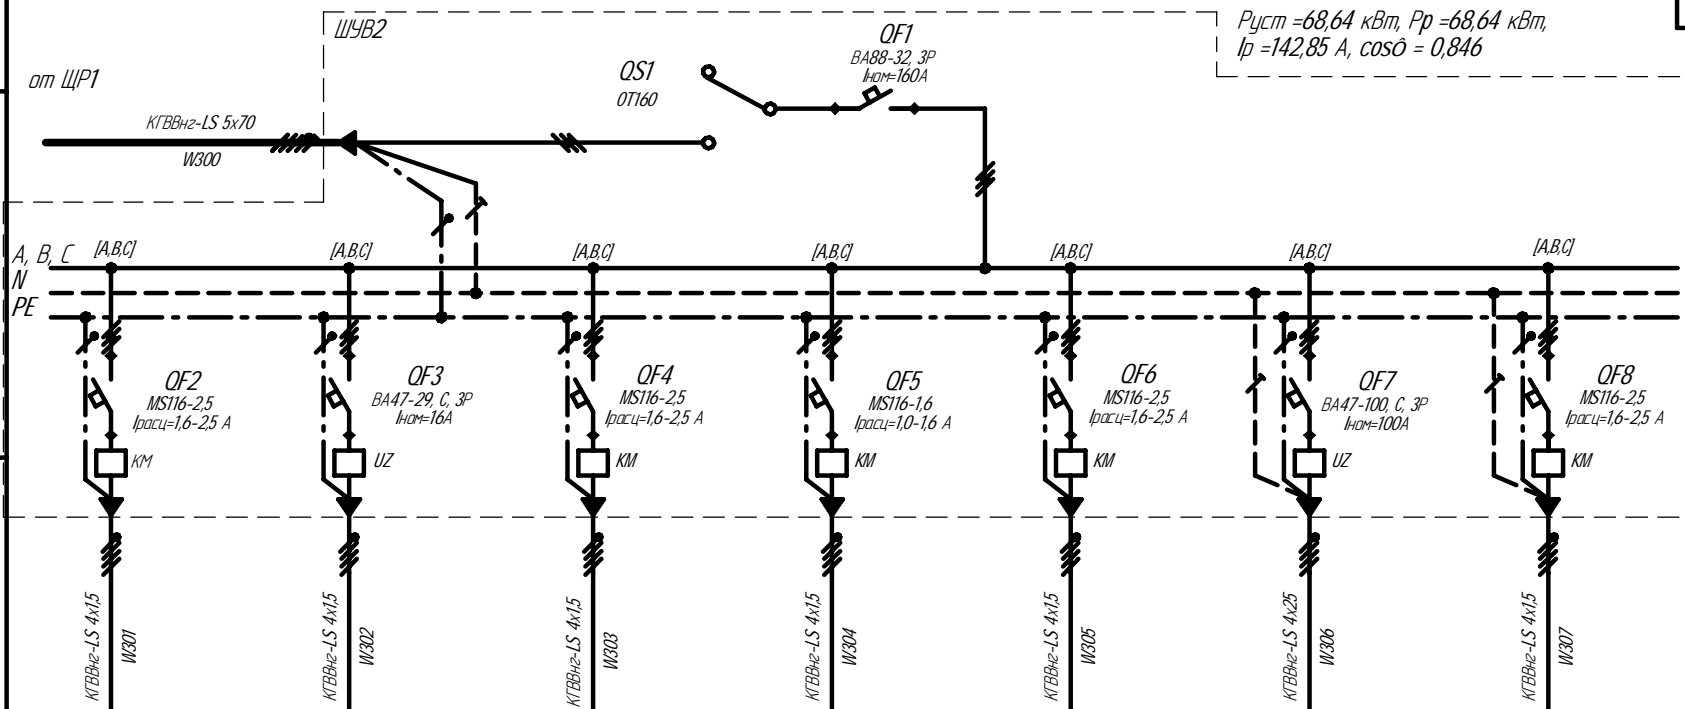 ШУВ2
Руст =68,64 кВт, Рр =68,64 кВт,
Iр =142,85 А, cosô = 0,846
QF1
ВА88-32, 3Р
Iном=160А
QS1
ОТ160
от ЩР1
КГВВнг-LS 5х70
W300
A, B, C
N
PE
[A,B,C]
[A,B,C]
[A,B,C]
[A,B,C]
[A,B,C]
[A,B,C]
[A,B,C]
QF2
MS116-2,5
Iрасц=1,6-2,5 А
KM
QF3
ВА47-29, С, 3Р
Iном=16А
UZ
QF4
MS116-2,5
Iрасц=1,6-2,5 А
KM
QF5
MS116-1,6
Iрасц=1,0-1,6 А
KM
QF6
MS116-2,5
Iрасц=1,6-2,5 А
KM
QF7
ВА47-100, С, 3Р
Iном=100А
UZ
QF8
MS116-2,5
Iрасц=1,6-2,5 А
KM
КГВВнг-LS 4х1,5
W301
КГВВнг-LS 4х1,5
W302
КГВВнг-LS 4х1,5
W303
КГВВнг-LS 4х1,5
W304
КГВВнг-LS 4х1,5
W305
КГВВнг-LS 4х25
W306
КГВВнг-LS 4х1,5
W307